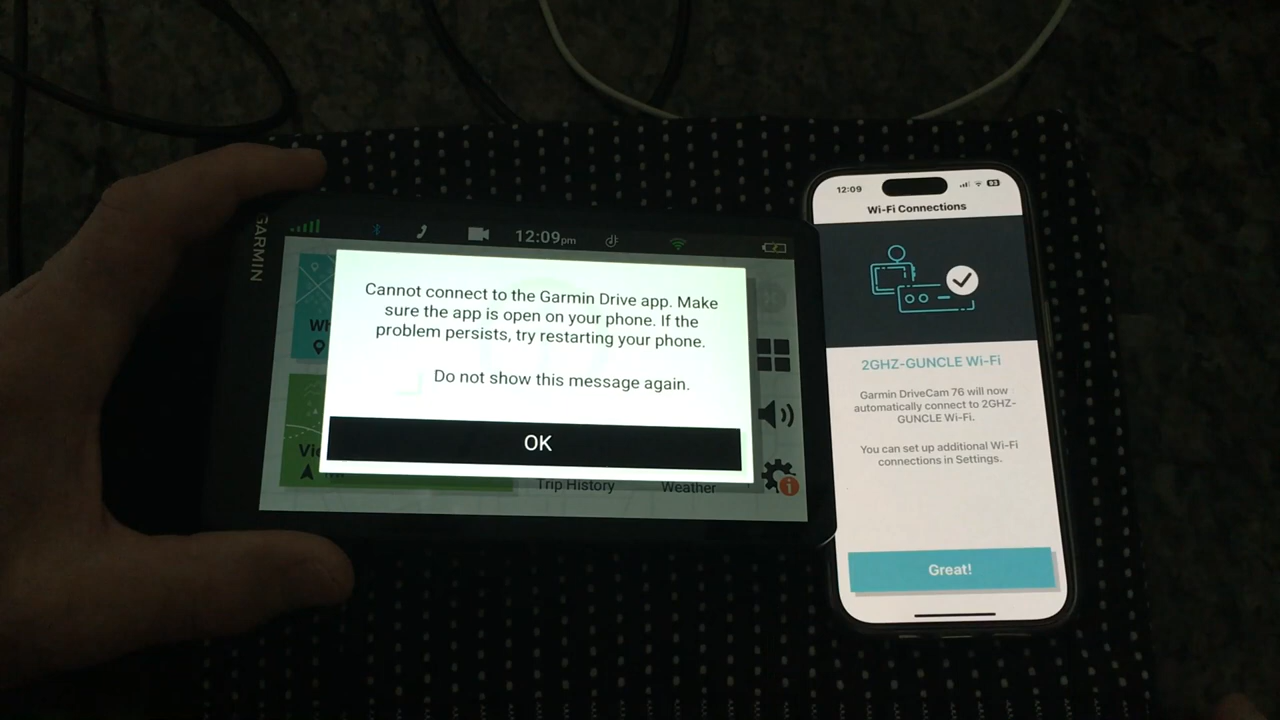 GARMIN
12:09pm
Cannot connect to the Garmin Drive app. Make
sure the app is open on your phone. If the
problem persists, try restarting your phone.
Do not show this message again.
OK
Trip History
Weather
12:09
93
Wi-Fi Connections
2GHZ-GUNCLE Wi-Fi
Garmin DriveCam 76 will now
automatically connect to 2GHZ-
GUNCLE Wi-Fi.
You can set up additional Wi-Fi
connections in Settings.
Great!